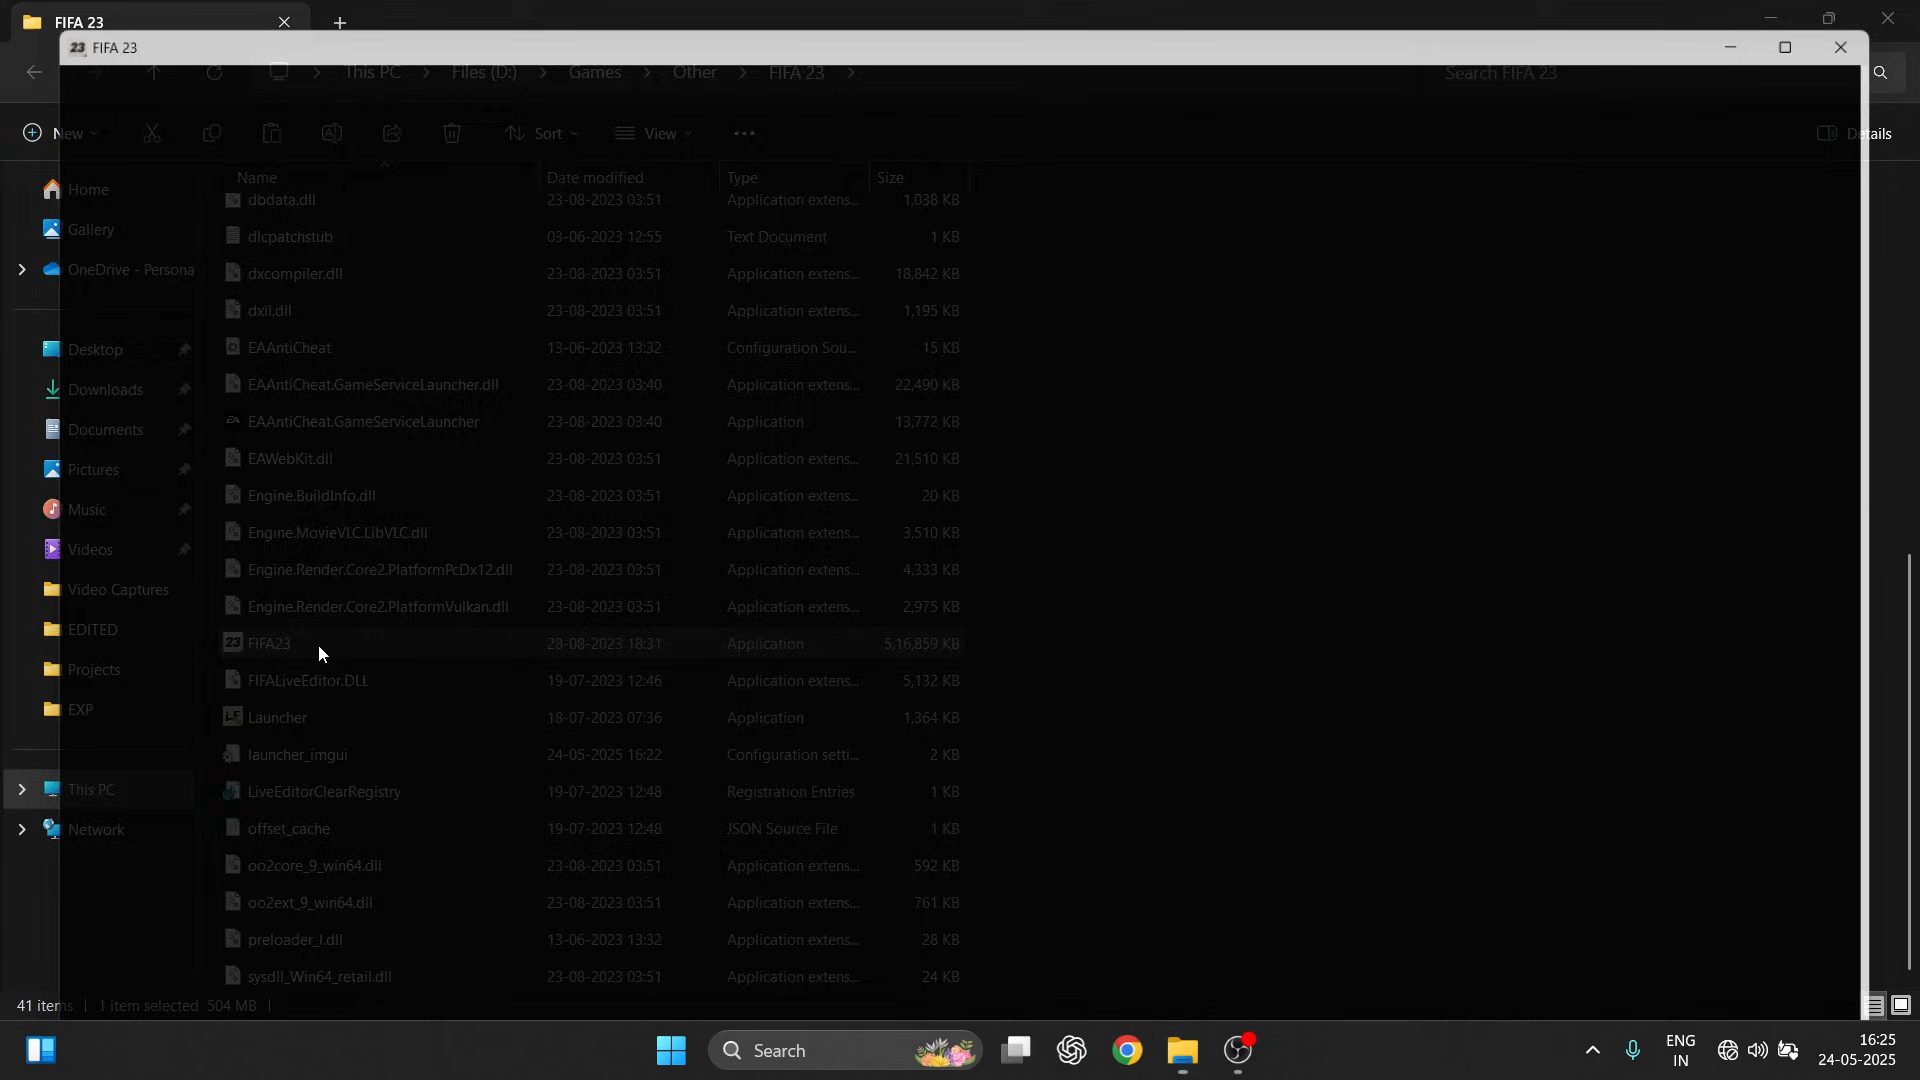 FIFA 23
23 FIFA 23
This PC > Files (D:) > Games > Other > FIFA 23 >
Search FIFA 23
New
Sort
View
Details
Name Date modified Type Size
Home
Gallery
OneDrive - Persona
Desktop
Downloads
Documents
Pictures
Music
Videos
Video Captures
EDITED
Projects
EXP
This PC
Network
dbdata.dll 23-08-2023 03:51 Application extens... 1,038 KB
dlcpatchstub 03-06-2023 12:55 Text Document 1 KB
dxcompiler.dll 23-08-2023 03:51 Application extens... 18,842 KB
dxil.dll 23-08-2023 03:51 Application extens... 1,195 KB
EAAntiCheat 13-06-2023 13:32 Configuration Sou... 15 KB
EAAntiCheat.GameServiceLauncher.dll 23-08-2023 03:40 Application extens... 22,490 KB
EAAntiCheat.GameServiceLauncher 23-08-2023 03:40 Application 13,772 KB
EAWebKit.dll 23-08-2023 03:51 Application extens... 21,510 KB
Engine.BuildInfo.dll 23-08-2023 03:51 Application extens... 20 KB
Engine.MovieVLC.LibVLC.dll 23-08-2023 03:51 Application extens... 3,510 KB
Engine.Render.Core2.PlatformPcDx12.dll 23-08-2023 03:51 Application extens... 4,333 KB
Engine.Render.Core2.PlatformVulkan.dll 23-08-2023 03:51 Application extens... 2,975 KB
23 FIFA23 28-08-2023 18:31 Application 5,16,859 KB
FIFALiveEditor.DLL 19-07-2023 12:46 Application extens... 5,132 KB
LE Launcher 18-07-2023 07:36 Application 1,364 KB
launcher_imgui 24-05-2025 16:22 Configuration setti... 2 KB
LiveEditorClearRegistry 19-07-2023 12:48 Registration Entries 1 KB
offset_cache 19-07-2023 12:48 JSON Source File 1 KB
oo2core_9_win64.dll 23-08-2023 03:51 Application extens... 592 KB
oo2ext_9_win64.dll 23-08-2023 03:51 Application extens... 761 KB
preloader_l.dll 13-06-2023 13:32 Application extens... 28 KB
sysdll_Win64_retail.dll 23-08-2023 03:51 Application extens... 24 KB
41 items 1 item selected 504 MB
Search
ENG
IN
16:25
24-05-2025